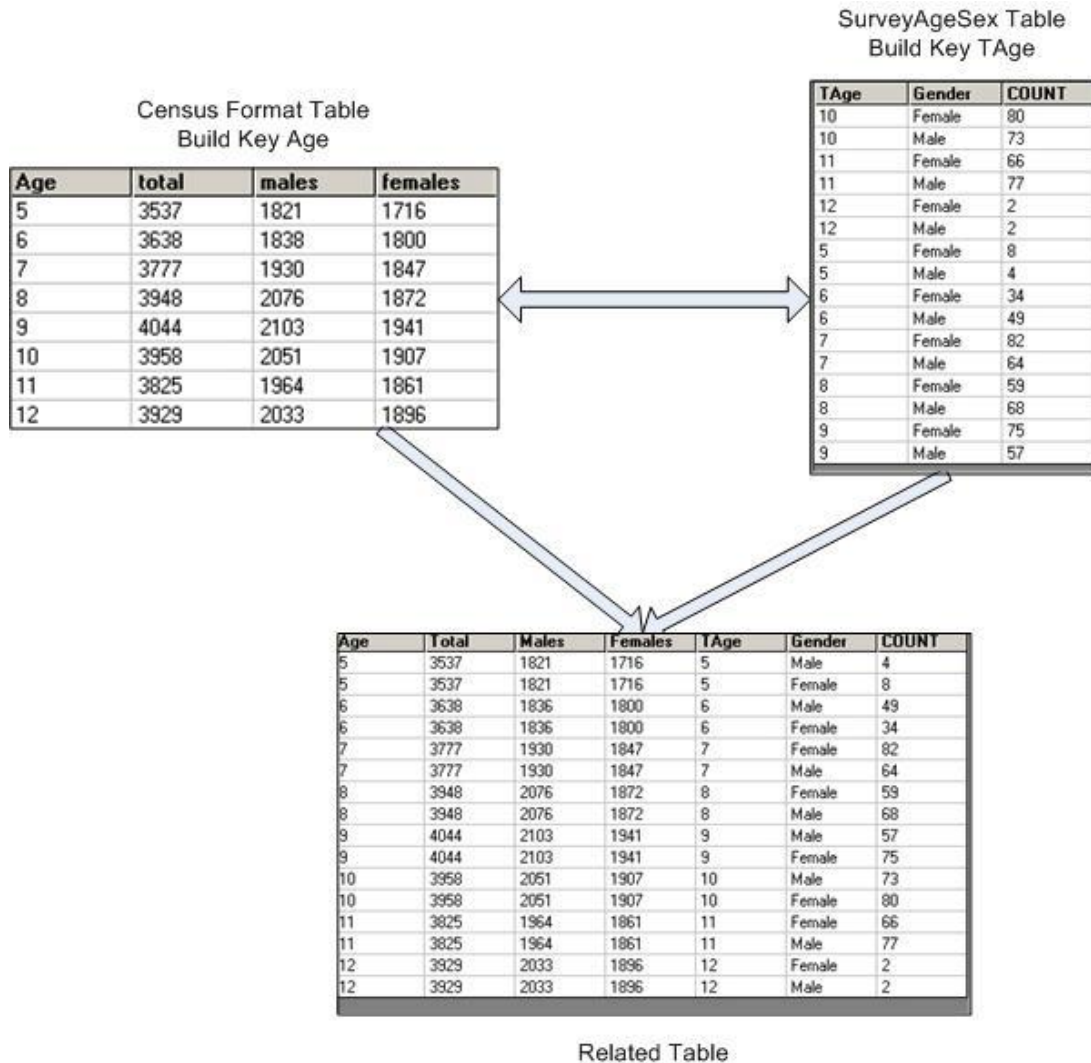 SurveyAgeSex Table
Build Key TAge
TAge Gender COUNT
10 Female 80
10 Male 73
11 Female 66
11 Male 77
12 Female 2
12 Male 2
5 Female 8
5 Male 4
6 Female 34
6 Male 49
7 Female 82
7 Male 64
8 Female 59
8 Male 68
9 Female 75
9 Male 57
Census Format Table
Build Key Age
Age total males females
5 3537 1821 1716
6 3638 1838 1800
7 3777 1930 1847
8 3948 2076 1872
9 4044 2103 1941
10 3958 2051 1907
11 3825 1964 1861
12 3929 2033 1896
Age Total Males Females TAge Gender COUNT
5 3537 1821 1716 5 Male 4
5 3537 1821 1716 5 Female 8
6 3638 1836 1800 6 Male 49
6 3638 1836 1800 6 Female 34
7 3777 1930 1847 7 Female 82
7 3777 1930 1847 7 Male 64
8 3948 2076 1872 8 Female 59
8 3948 2076 1872 8 Male 68
9 4044 2103 1941 9 Male 57
9 4044 2103 1941 9 Female 75
10 3958 2051 1907 10 Male 73
10 3958 2051 1907 10 Female 80
11 3825 1964 1861 11 Female 66
11 3825 1964 1861 11 Male 77
12 3929 2033 1896 12 Female 2
12 3929 2033 1896 12 Male 2
Related Table